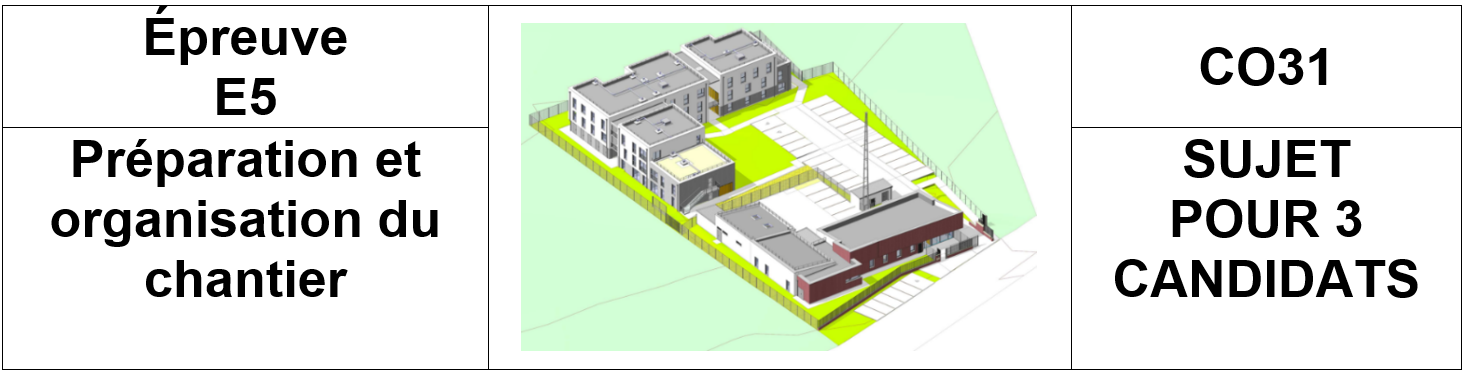 Épreuve
E5
Préparation et
organisation du
chantier
CO31
SUJET
POUR 3
CANDIDATS